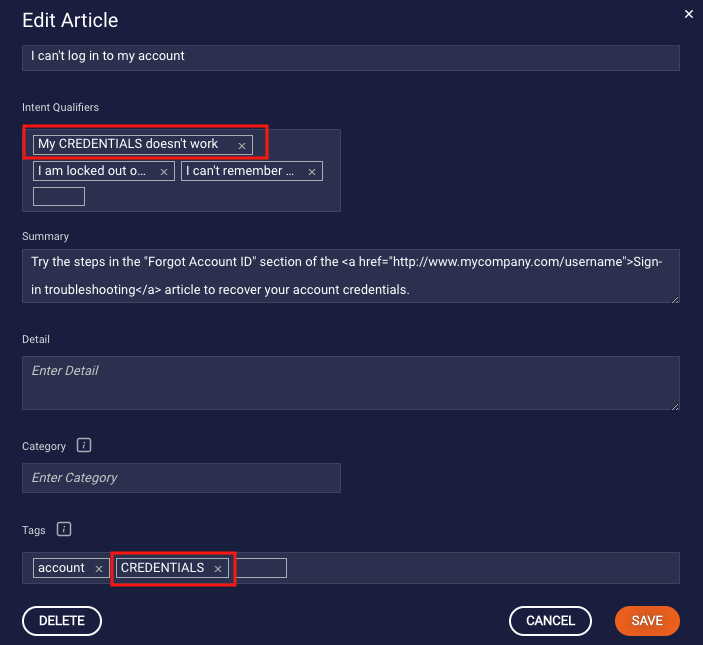 Edit Article
×
I can't log in to my account
Intent Qualifiers
My CREDENTIALS doesn't work ×
I am locked out o... × I can't remember ... ×
Summary
Try the steps in the "Forgot Account ID" section of the <a href="http://www.mycompany.com/username">Sign-
in troubleshooting</a> article to recover your account credentials.
Detail
Enter Detail
Category i
Enter Category
Tags i
account × CREDENTIALS ×
DELETE CANCEL SAVE